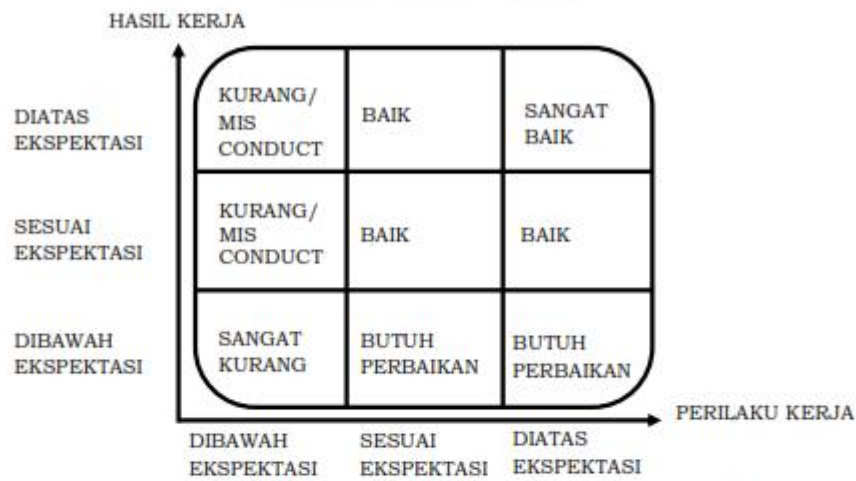 HASIL KERJA
DIATAS
EKSPEKTASI
KURANG/
MIS
CONDUCT
BAIK
SANGAT
BAIK
SESUAI
EKSPEKTASI
KURANG/
MIS
CONDUCT
BAIK
BAIK
DIBAWAH
EKSPEKTASI
SANGAT
KURANG
BUTUH
PERBAIKAN
BUTUH
PERBAIKAN
PERILAKU KERJA
DIBAWAH
EKSPEKTASI
SESUAI
EKSPEKTASI
DIATAS
EKSPEKTASI